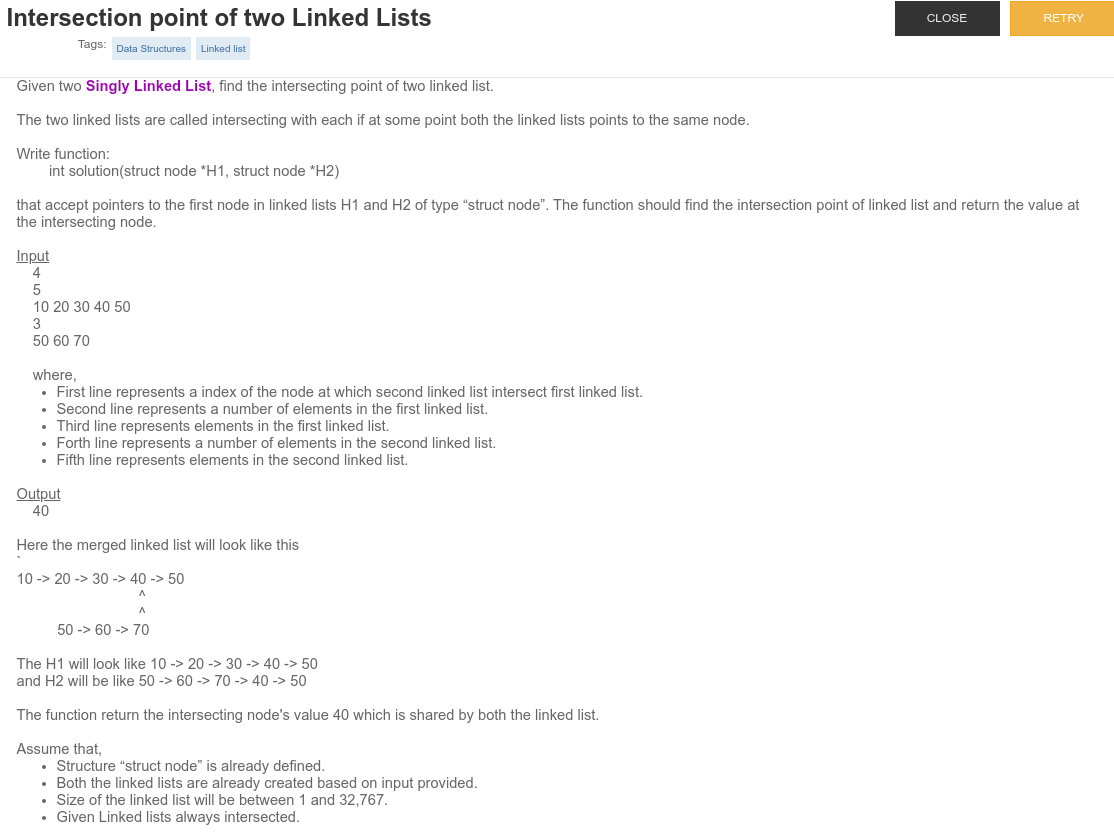 Intersection point of two Linked Lists
CLOSE
RETRY
Tags: Data Structures Linked list
Given two Singly Linked List, find the intersecting point of two linked list.
The two linked lists are called intersecting with each if at some point both the linked lists points to the same node.
Write function:
int solution(struct node *H1, struct node *H2)
that accept pointers to the first node in linked lists H1 and H2 of type “struct node”. The function should find the intersection point of linked list and return the value at
the intersecting node.
Input
4
5
10 20 30 40 50
3
50 60 70
where,
• First line represents a index of the node at which second linked list intersect first linked list.
• Second line represents a number of elements in the first linked list.
• Third line represents elements in the first linked list.
• Forth line represents a number of elements in the second linked list.
• Fifth line represents elements in the second linked list.
Output
40
Here the merged linked list will look like this
`
10 -> 20 -> 30 -> 40 -> 50
^
^
50 -> 60 -> 70
The H1 will look like 10 -> 20 -> 30 -> 40 -> 50
and H2 will be like 50 -> 60 -> 70 -> 40 -> 50
The function return the intersecting node's value 40 which is shared by both the linked list.
Assume that,
• Structure “struct node” is already defined.
• Both the linked lists are already created based on input provided.
• Size of the linked list will be between 1 and 32,767.
• Given Linked lists always intersected.